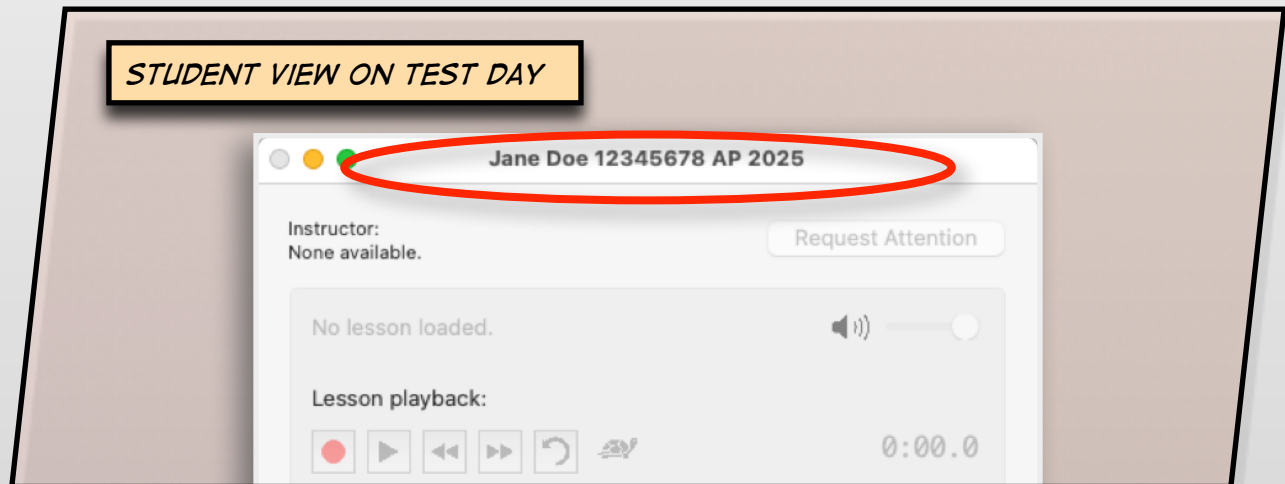 STUDENT VIEW ON TEST DAY
Jane Doe 12345678 AP 2025
Instructor:
None available.
Request Attention
No lesson loaded.
Lesson playback:
0:00.0